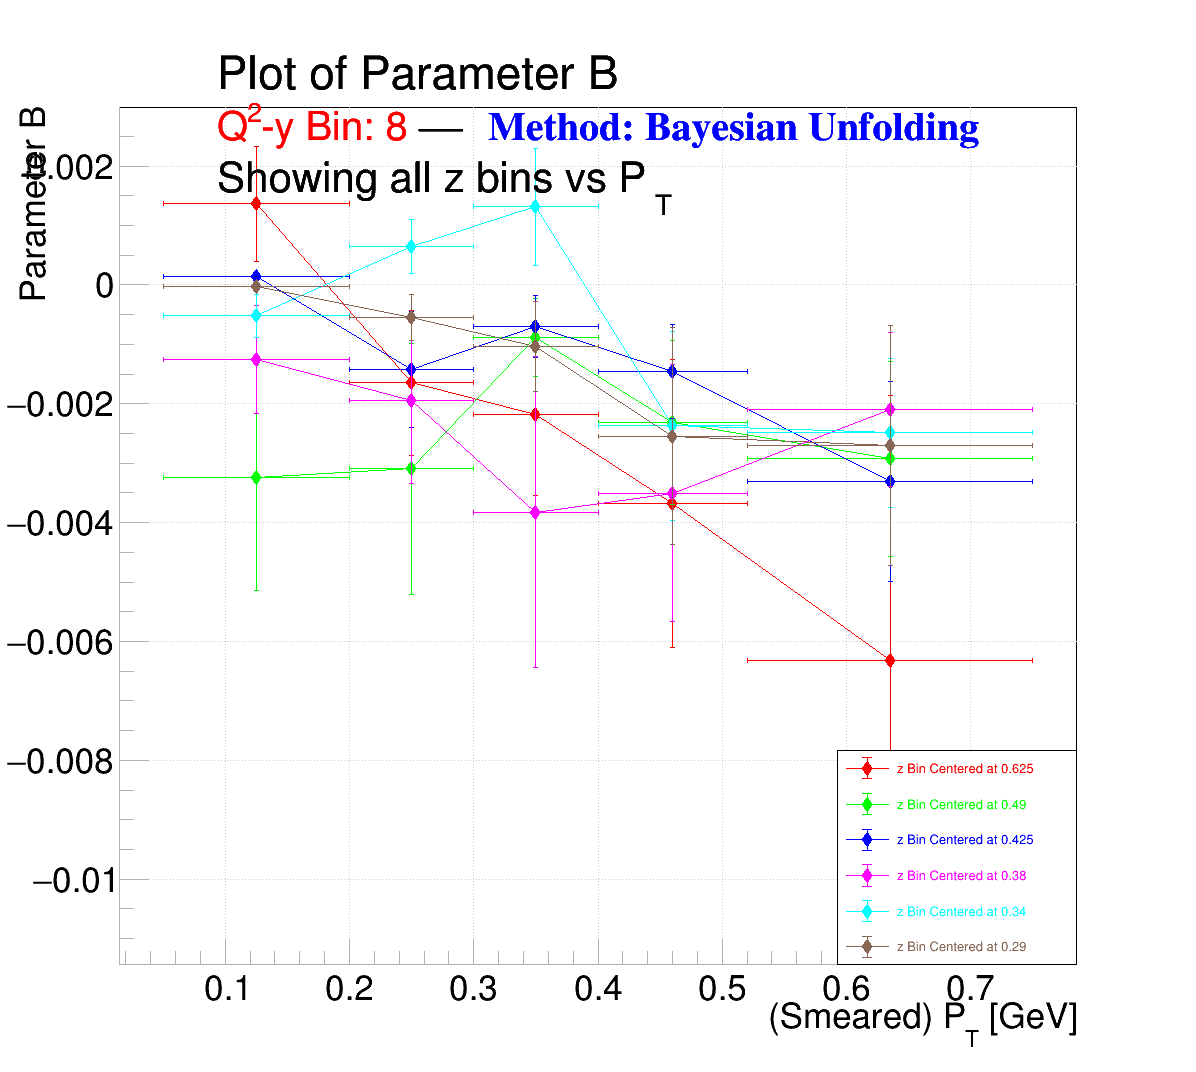 Plot of Parameter B
Q²-y Bin: 8 — Method: Bayesian Unfolding
Showing all z bins vs P_T
Parameter B
0.002
0
−0.002
−0.004
−0.006
−0.008
−0.01
z Bin Centered at 0.625
z Bin Centered at 0.49
z Bin Centered at 0.425
z Bin Centered at 0.38
z Bin Centered at 0.34
z Bin Centered at 0.29
0.1 0.2 0.3 0.4 0.5 0.6 0.7
(Smeared) P_T [GeV]